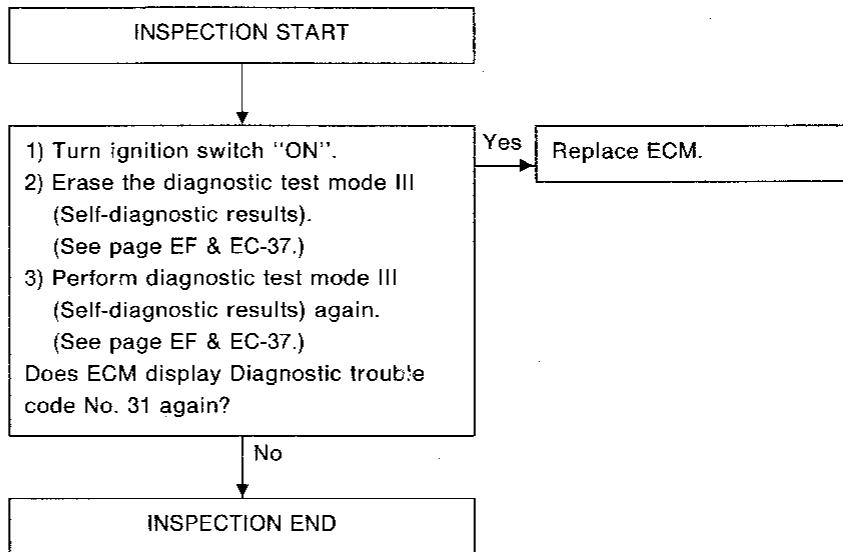 INSPECTION START
1) Turn ignition switch "ON".
2) Erase the diagnostic test mode III
(Self-diagnostic results).
(See page EF & EC-37.)
3) Perform diagnostic test mode III
(Self-diagnostic results) again.
(See page EF & EC-37.)
Does ECM display Diagnostic trouble
code No. 31 again?
Yes
Replace ECM.
No
INSPECTION END